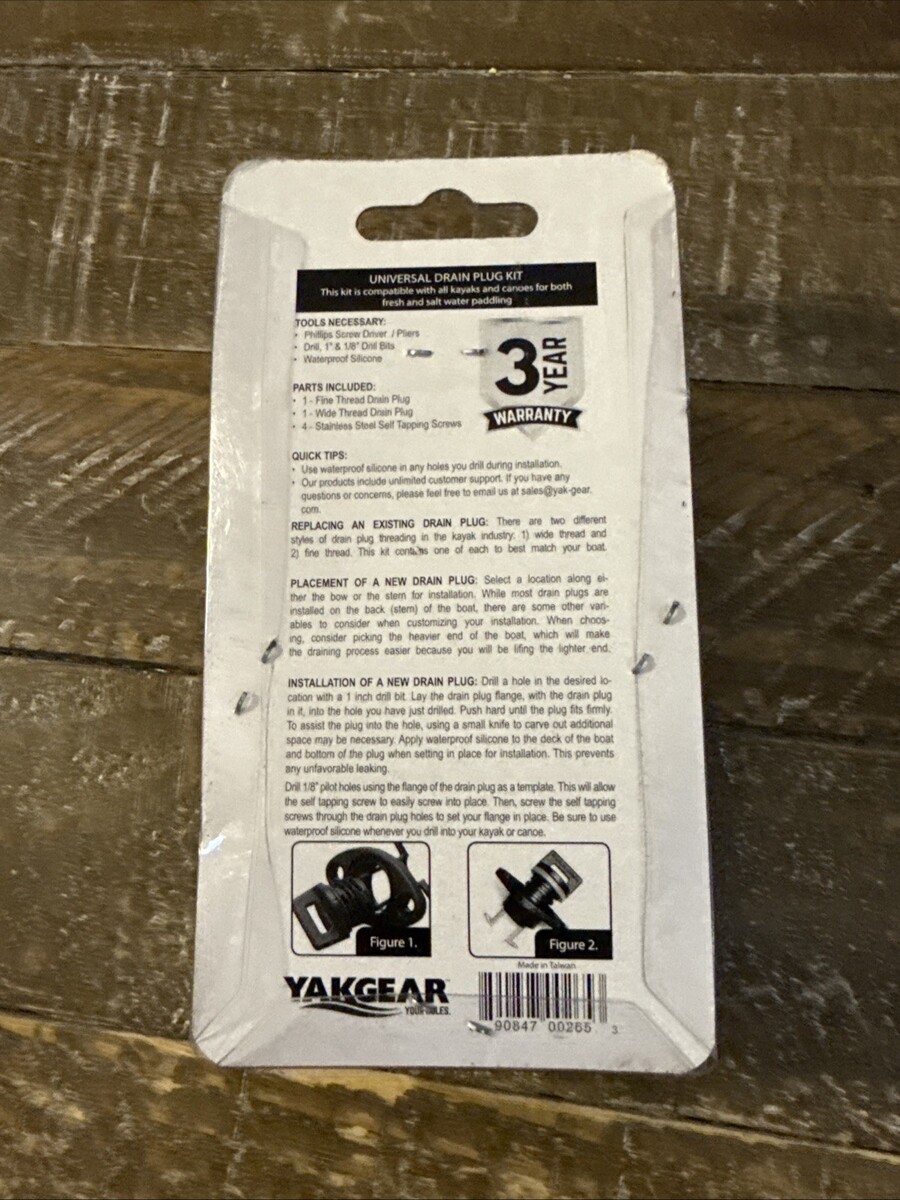 UNIVERSAL DRAIN PLUG KIT
This kit is compatible with all kayaks and canoes for both
fresh and salt water paddling
TOOLS NECESSARY:
• Phillips Screw Driver / Pliers
• Drill, 1" & 1/8" Drill Bits
• Waterproof Silicone
3 YEAR
WARRANTY
PARTS INCLUDED:
• 1 - Fine Thread Drain Plug
• 1 - Wide Thread Drain Plug
• 4 - Stainless Steel Self Tapping Screws
QUICK TIPS:
• Use waterproof silicone in any holes you drill during installation.
• Our products include unlimited customer support. If you have any
questions or concerns, please feel free to email us at sales@yak-gear.
com.
REPLACING AN EXISTING DRAIN PLUG: There are two different
styles of drain plug threading in the kayak industry: 1) wide thread and
2) fine thread. This kit contains one of each to best match your boat.
PLACEMENT OF A NEW DRAIN PLUG: Select a location along ei-
ther the bow or the stern for installation. While most drain plugs are
installed on the back (stern) of the boat, there are some other vari-
ables to consider when customizing your installation. When choos-
ing, consider picking the heavier end of the boat, which will make
the draining process easier because you will be lifing the lighter end.
INSTALLATION OF A NEW DRAIN PLUG: Drill a hole in the desired lo-
cation with a 1 inch drill bit. Lay the drain plug flange, with the drain plug
in it, into the hole you have just drilled. Push hard until the plug fits firmly.
To assist the plug into the hole, using a small knife to carve out additional
space may be necessary. Apply waterproof silicone to the deck of the boat
and bottom of the plug when setting in place for installation. This prevents
any unfavorable leaking.
Drill 1/8" pilot holes using the flange of the drain plug as a template. This will allow
the self tapping screw to easily screw into place. Then, screw the self tapping
screws through the drain plug holes to set your flange in place. Be sure to use
waterproof silicone whenever you drill into your kayak or canoe.
Figure 1.
Figure 2.
Made in Taiwan
YAKGEAR
90847 00265 3